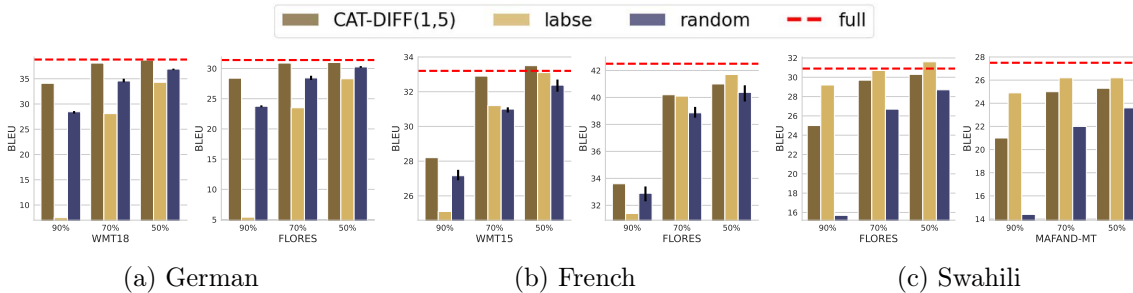 CAT-DIFF(1,5) labse random full
BLEU
35
30
25
20
15
10
90% 70% 50%
WMT18
BLEU
30
25
20
15
10
5
90% 70% 50%
FLORES
(a) German
BLEU
34
32
30
28
26
90% 70% 50%
WMT15
BLEU
42
40
38
36
34
32
90% 70% 50%
FLORES
(b) French
BLEU
32
30
28
26
24
22
20
18
16
90% 70% 50%
FLORES
BLEU
28
26
24
22
20
18
16
14
90% 70% 50%
MAFAND-MT
(c) Swahili